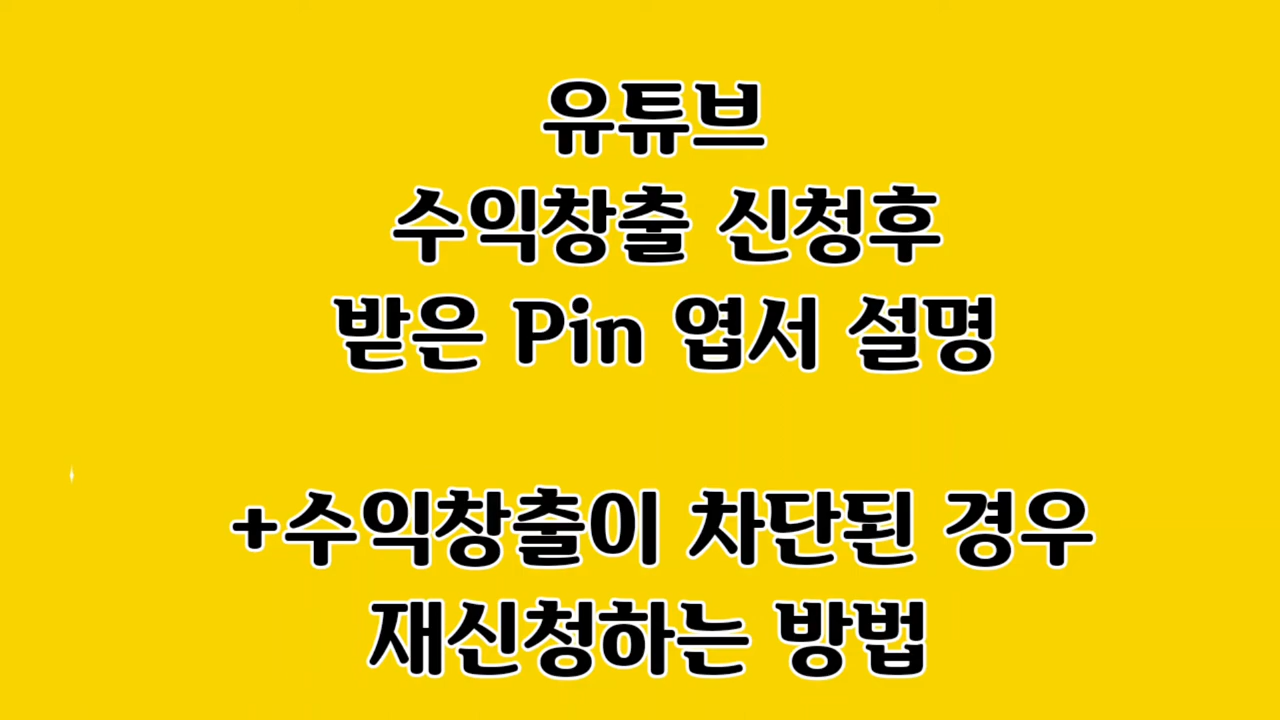 유튜브
수익창출 신청후
받은 Pin 엽서 설명
+수익창출이 차단된 경우
재신청하는 방법